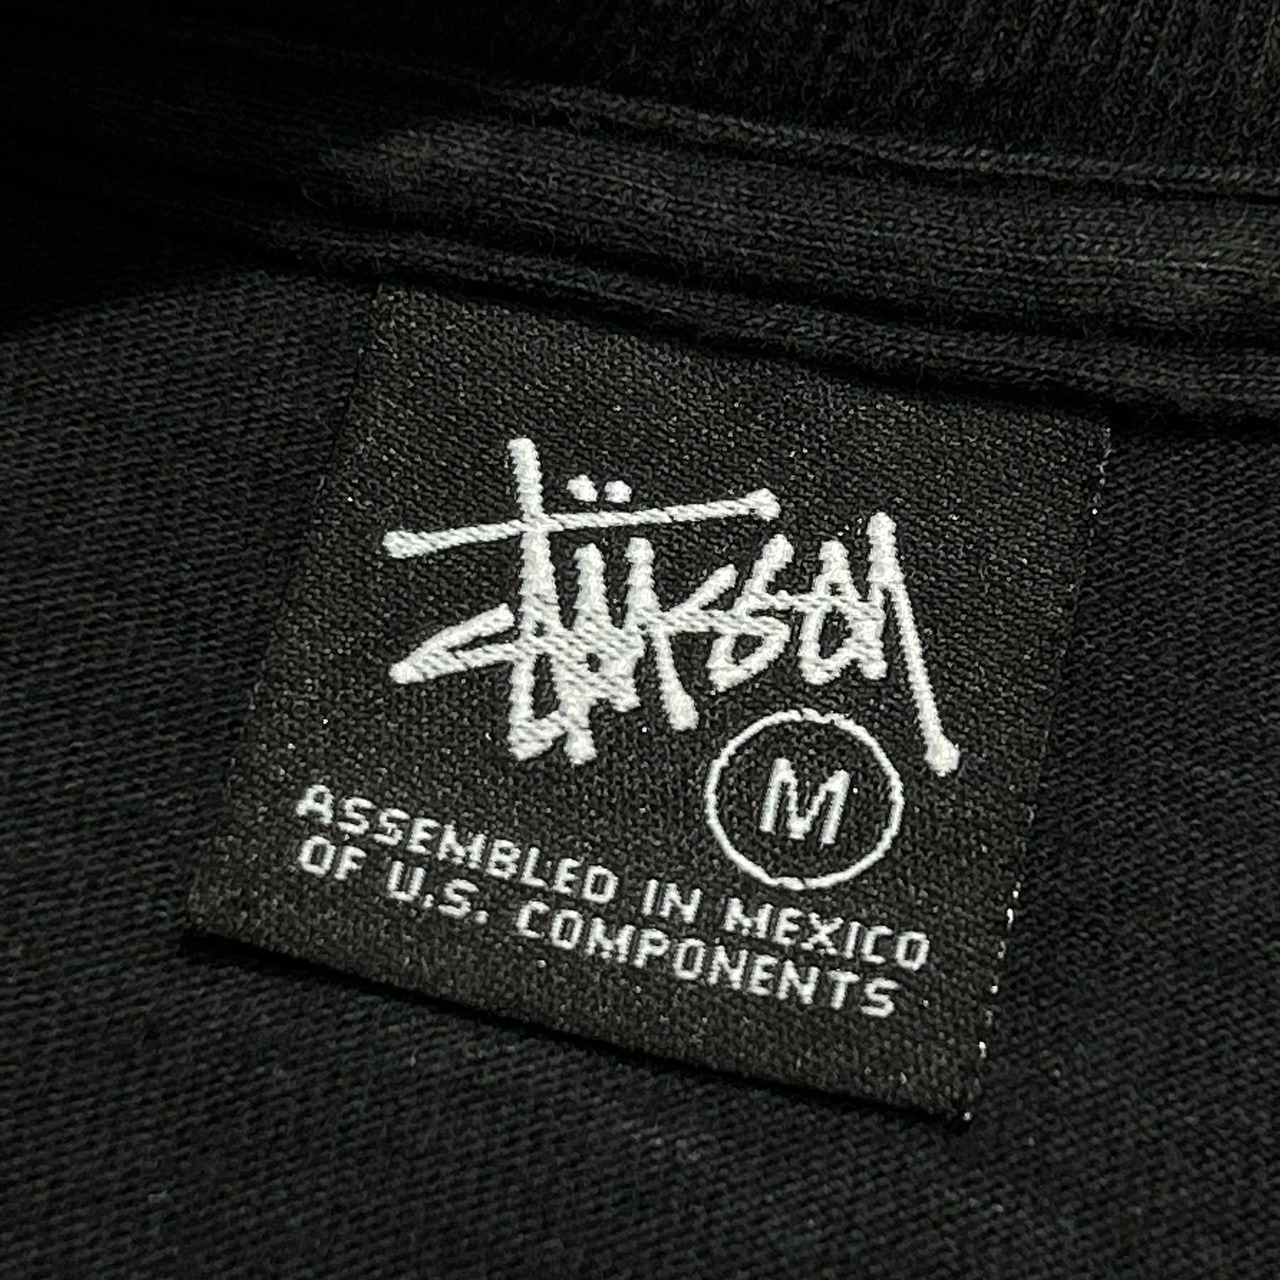 Stüssy
M
ASSEMBLED IN MEXICO
OF U.S. COMPONENTS